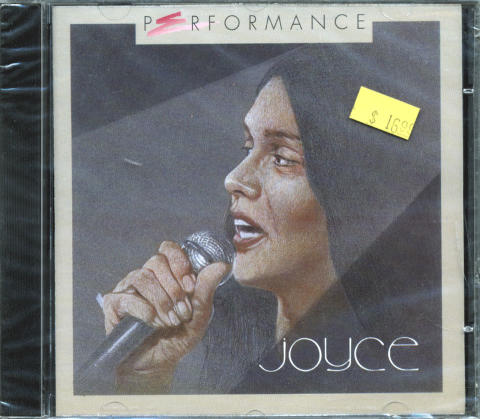 PERFORMANCE
$ 16.99
JOYCE